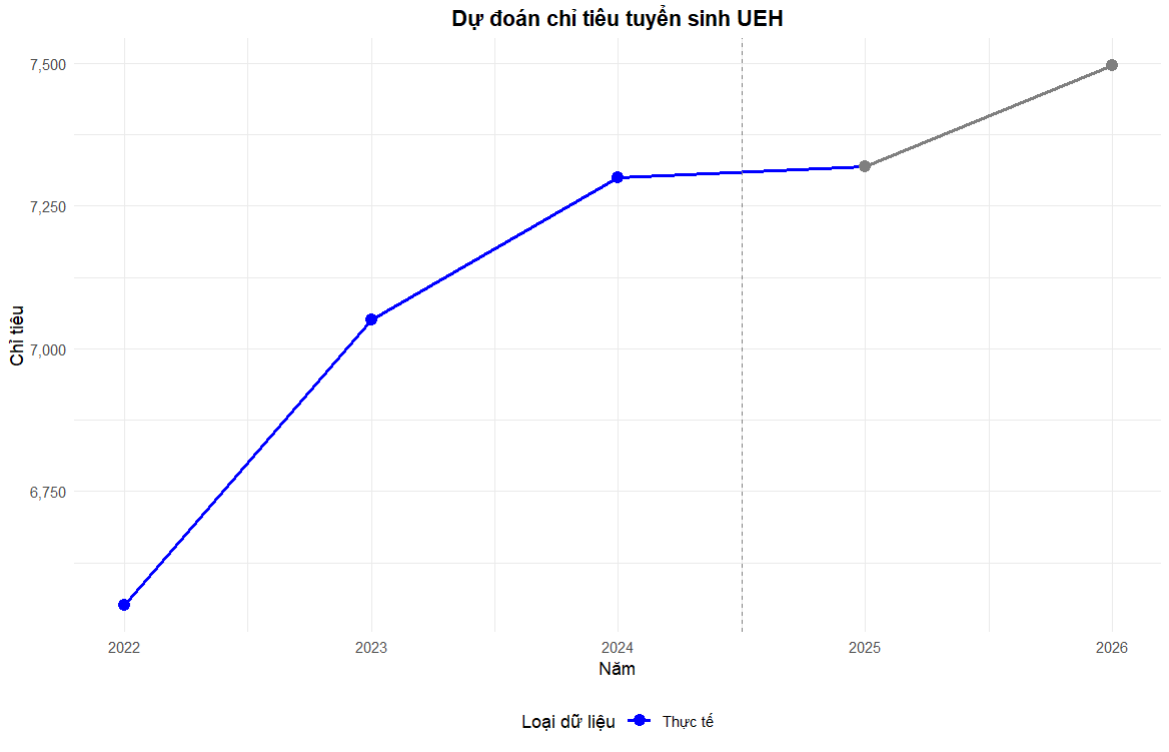 Dự đoán chỉ tiêu tuyển sinh UEH
Chỉ tiêu
7,500
7,250
7,000
6,750
2022 2023 2024 2025 2026
Năm
Loại dữ liệu Thực tế